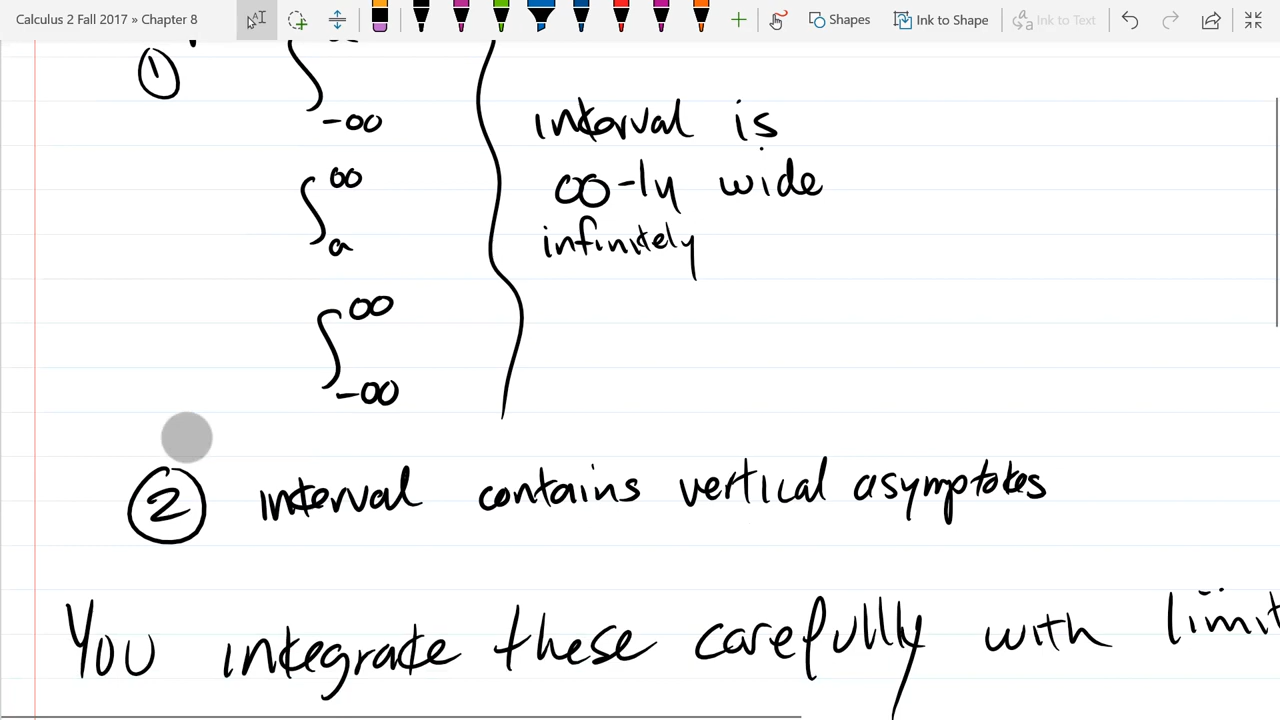 Calculus 2 Fall 2017 » Chapter 8
Shapes
Ink to Shape
Ink to Text
①
∫ -∞
interval is
∞-ly wide
infinitely
∫ a ∞
∫ -∞ ∞
② interval contains vertical asymptotes
You integrate these carefully with limit